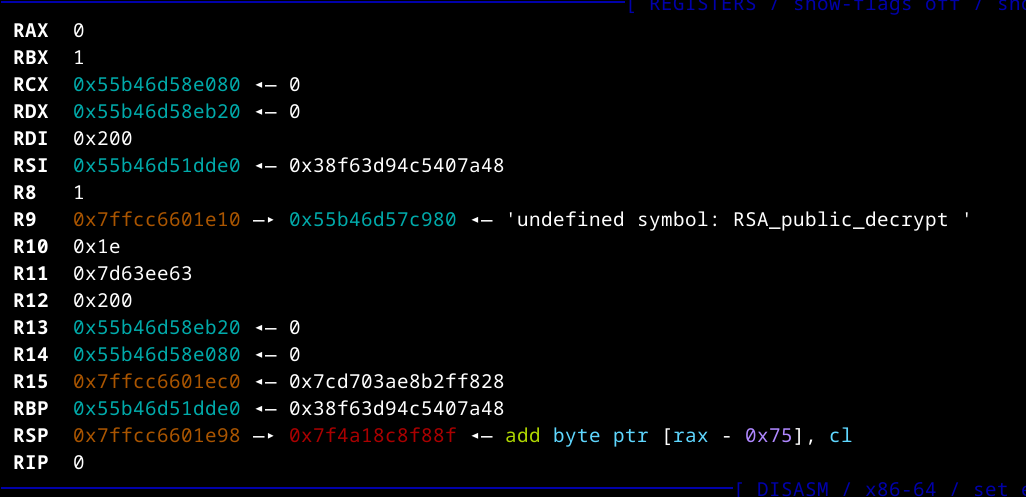 [ REGISTERS / show-flags off / sho
RAX 0
RBX 1
RCX 0x55b46d58e080 ◂— 0
RDX 0x55b46d58eb20 ◂— 0
RDI 0x200
RSI 0x55b46d51dde0 ◂— 0x38f63d94c5407a48
R8 1
R9 0x7ffcc6601e10 —▸ 0x55b46d57c980 ◂— 'undefined symbol: RSA_public_decrypt '
R10 0x1e
R11 0x7d63ee63
R12 0x200
R13 0x55b46d58eb20 ◂— 0
R14 0x55b46d58e080 ◂— 0
R15 0x7ffcc6601ec0 ◂— 0x7cd703ae8b2ff828
RBP 0x55b46d51dde0 ◂— 0x38f63d94c5407a48
RSP 0x7ffcc6601e98 —▸ 0x7f4a18c8f88f ◂— add byte ptr [rax - 0x75], cl
RIP 0
[ DISASM / x86-64 / set